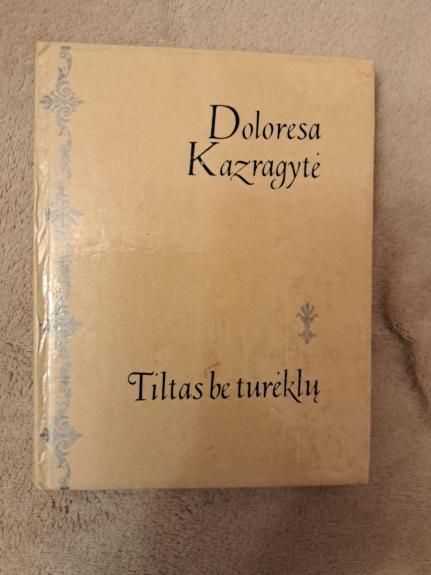 Doloresa
Kazragytė
Tiltas be turėklų